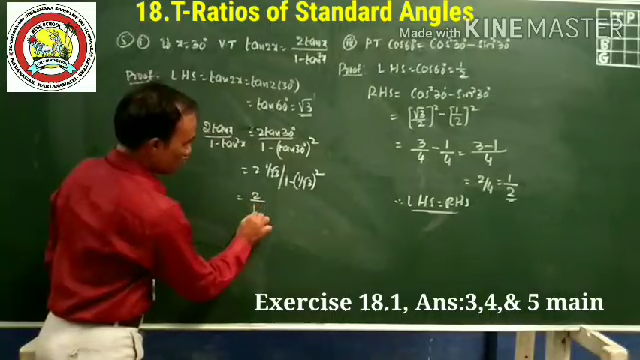 18.T-Ratios of Standard Angles
Made with KINEMASTER
5) i) If x=30° VT tan2x = 2tanx/1-tan²x
Proof: LHS = tan2x = tan2(30°)
= tan60° = √3
2tanx/1-tan²x = 2tan30°/1-(tan30°)²
= 2 1/√3 / 1-(1/√3)²
= 2
PT cos60° = cos²30° - sin²30°
Proof: LHS = cos60° = 1/2
RHS = cos²30° - sin²30°
= [√3/2]² - [1/2]²
= 3/4 - 1/4 = 3-1/4
= 2/4 = 1/2
∴ LHS = RHS
T P
B
G
Exercise 18.1, Ans:3,4,& 5 main